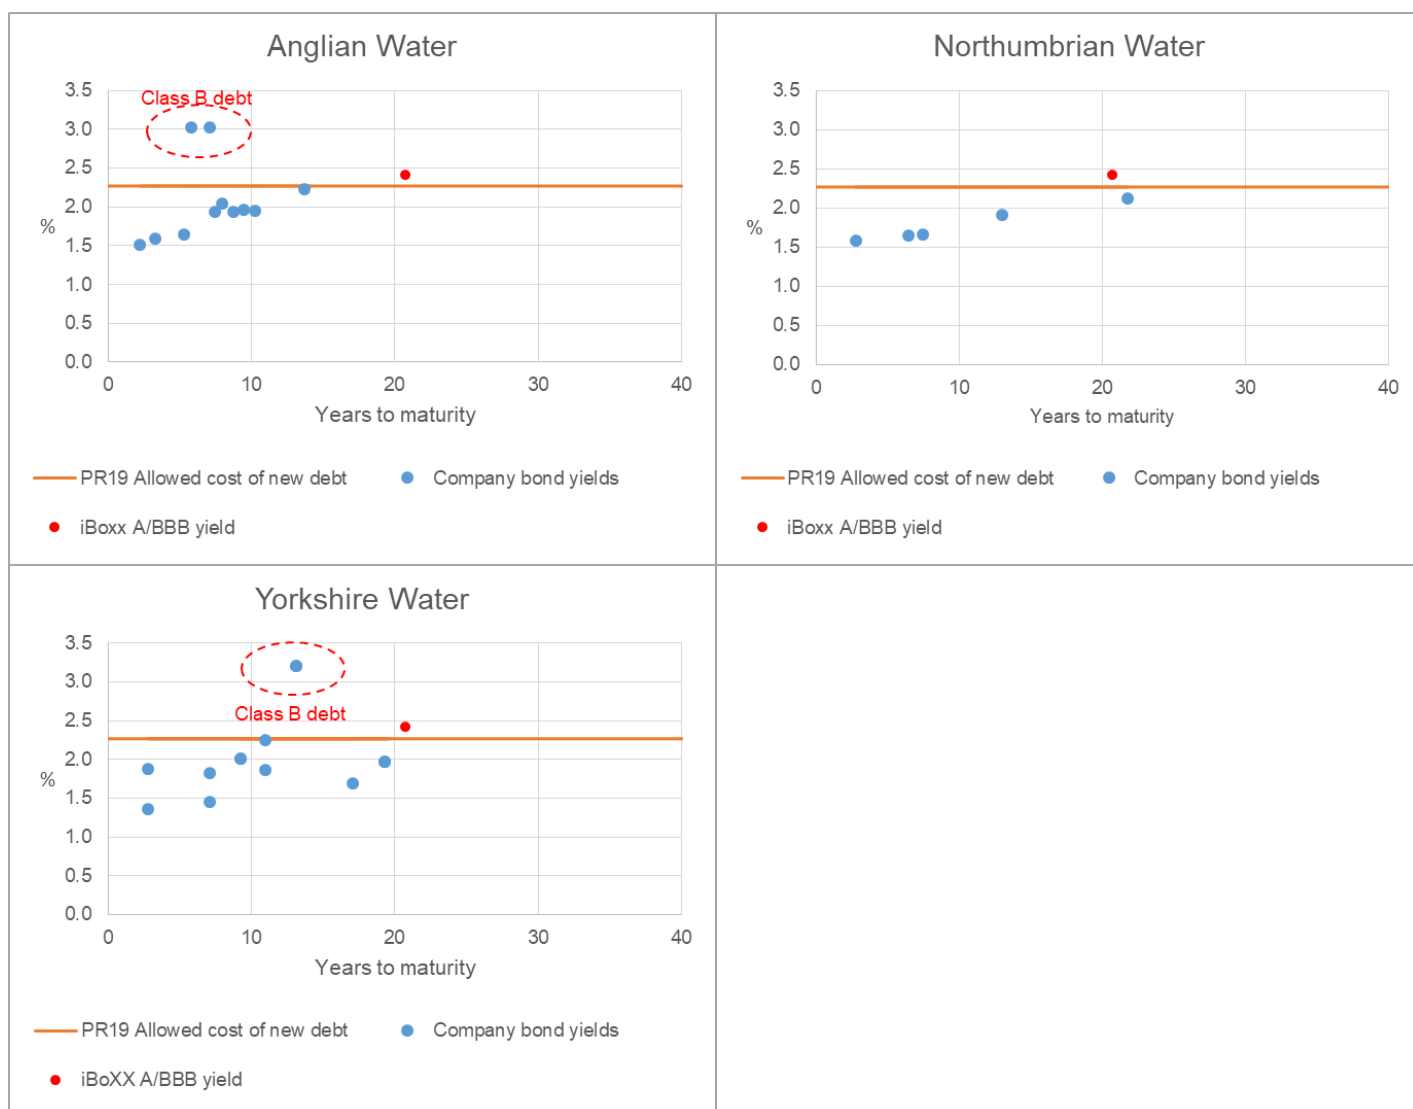 Anglian Water
3.5
Class B debt
3.0
2.5
2.0
%
1.5
1.0
0.5
0.0
0 10 20 30 40
Years to maturity
PR19 Allowed cost of new debt Company bond yields
iBoxx A/BBB yield
Northumbrian Water
3.5
3.0
2.5
2.0
%
1.5
1.0
0.5
0.0
0 10 20 30 40
Years to maturity
PR19 Allowed cost of new debt Company bond yields
iBoxx A/BBB yield
Yorkshire Water
3.5
3.0
Class B debt
2.5
2.0
%
1.5
1.0
0.5
0.0
0 10 20 30 40
Years to maturity
PR19 Allowed cost of new debt Company bond yields
iBoXX A/BBB yield